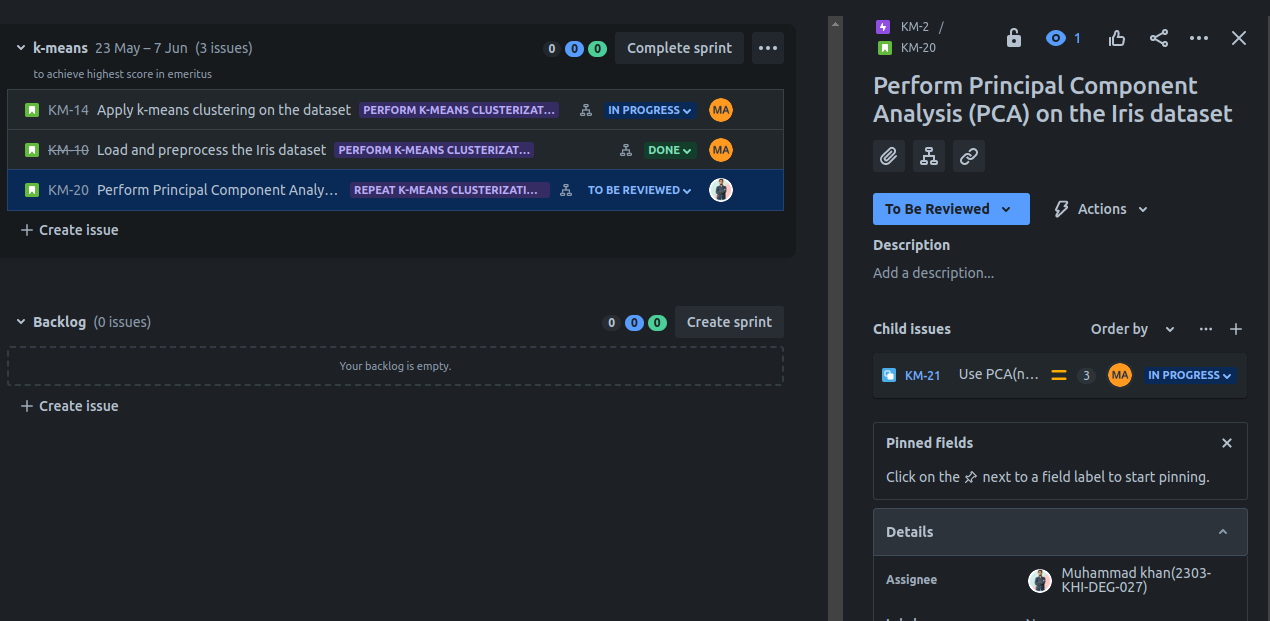 k-means 23 May – 7 Jun (3 issues) 0 0 0 Complete sprint
to achieve highest score in emeritus
KM-14 Apply k-means clustering on the dataset PERFORM K-MEANS CLUSTERIZAT... IN PROGRESS MA
KM-10 Load and preprocess the Iris dataset PERFORM K-MEANS CLUSTERIZAT... DONE MA
KM-20 Perform Principal Component Analy... REPEAT K-MEANS CLUSTERIZATI... TO BE REVIEWED
+ Create issue
Backlog (0 issues) 0 0 0 Create sprint
Your backlog is empty.
+ Create issue
KM-2 /
KM-20
1
Perform Principal Component
Analysis (PCA) on the Iris dataset
To Be Reviewed Actions
Description
Add a description...
Child issues Order by
KM-21 Use PCA(n... 3 MA IN PROGRESS
Pinned fields
Click on the next to a field label to start pinning.
Details
Assignee Muhammad khan(2303-
KHI-DEG-027)